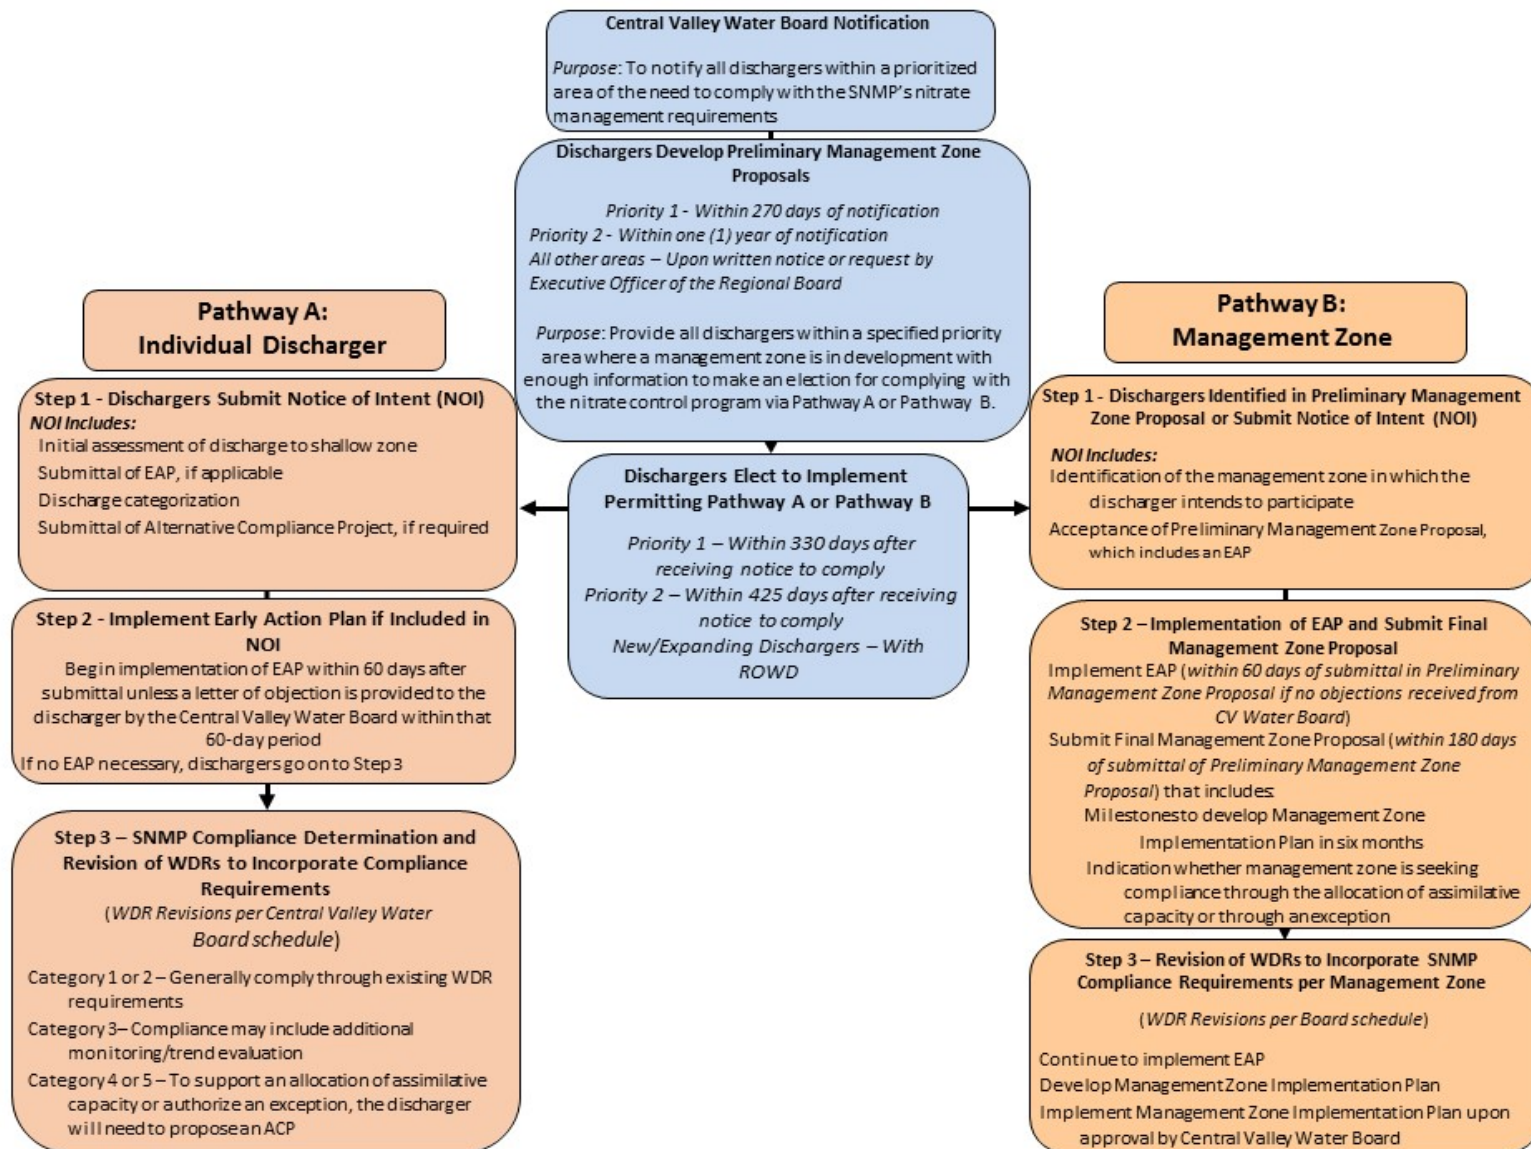 Central Valley Water Board Notification
Purpose: To notify all dischargers within a prioritized
area of the need to comply with the SNMP's nitrate
management requirements
Dischargers Develop Preliminary Management Zone
Proposals
Priority 1 - Within 270 days of notification
Priority 2 - Within one (1) year of notification
All other areas – Upon written notice or request by
Executive Officer of the Regional Board
Purpose: Provide all dischargers within a specified priority
area where a management zone is in development with
enough information to make an election for complying with
the nitrate control program via Pathway A or Pathway B.
Dischargers Elect to Implement
Permitting Pathway A or Pathway B
Priority 1 – Within 330 days after
receiving notice to comply
Priority 2 – Within 425 days after receiving
notice to comply
New/Expanding Dischargers – With
ROWD
Pathway A:
Individual Discharger
Step 1 - Dischargers Submit Notice of Intent (NOI)
NOI Includes:
Initial assessment of discharge to shallow zone
Submittal of EAP, if applicable
Discharge categorization
Submittal of Alternative Compliance Project, if required
Step 2 - Implement Early Action Plan if Included in
NOI
Begin implementation of EAP within 60 days after
submittal unless a letter of objection is provided to the
discharger by the Central Valley Water Board within that
60-day period
If no EAP necessary, dischargers go on to Step 3
Step 3 – SNMP Compliance Determination and
Revision of WDRs to Incorporate Compliance
Requirements
(WDR Revisions per Central Valley Water
Board schedule)
Category 1 or 2 – Generally comply through existing WDR
requirements
Category 3– Compliance may include additional
monitoring/trend evaluation
Category 4 or 5 – To support an allocation of assimilative
capacity or authorize an exception, the discharger
will need to propose an ACP
Pathway B:
Management Zone
Step 1 - Dischargers Identified in Preliminary Management
Zone Proposal or Submit Notice of Intent (NOI)
NOI Includes:
Identification of the management zone in which the
discharger intends to participate
Acceptance of Preliminary Management Zone Proposal,
which includes an EAP
Step 2 – Implementation of EAP and Submit Final
Management Zone Proposal
Implement EAP (within 60 days of submittal in Preliminary
Management Zone Proposal if no objections received from
CV Water Board)
Submit Final Management Zone Proposal (within 180 days
of submittal of Preliminary Management Zone
Proposal) that includes:
Milestones to develop Management Zone
Implementation Plan in six months
Indication whether management zone is seeking
compliance through the allocation of assimilative
capacity or through an exception
Step 3 – Revision of WDRs to Incorporate SNMP
Compliance Requirements per Management Zone
(WDR Revisions per Board schedule)
Continue to implement EAP
Develop Management Zone Implementation Plan
Implement Management Zone Implementation Plan upon
approval by Central Valley Water Board